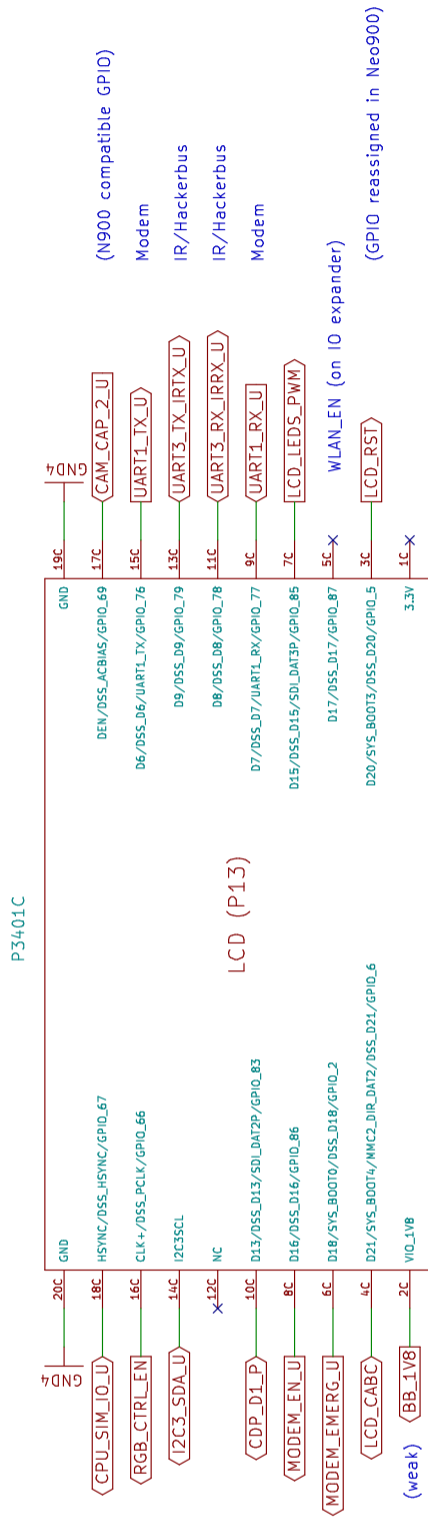 P3401C
GND4 20C GND GND 19C GND4
CPU_SIM_IO_U 18C HSYNC/DSS_HSYNC/GPIO_67 DEN/DSS_ACBIAS/GPIO_69 17C CAM_CAP_2_U (N900 compatible GPIO)
RGB_CTRL_EN 16C CLK+/DSS_PCLK/GPIO_66 D6/DSS_D6/UART1_TX/GPIO_76 15C UART1_TX_U Modem
I2C3_SDA_U 14C I2C3SCL D9/DSS_D9/GPIO_79 13C UART3_TX_IRTX_U IR/Hackerbus
12C NC D8/DSS_D8/GPIO_78 11C UART3_RX_IRRX_U IR/Hackerbus
LCD (P13)
CDP_D1_P 10C D13/DSS_D13/SDI_DAT2P/GPIO_83 D7/DSS_D7/UART1_RX/GPIO_77 9C UART1_RX_U Modem
MODEM_EN_U 8C D16/DSS_D16/GPIO_86 D15/DSS_D15/SDI_DAT3P/GPIO_85 7C LCD_LEDS_PWM
MODEM_EMERG_U 6C D18/SYS_BOOT0/DSS_D18/GPIO_2 D17/DSS_D17/GPIO_87 5C WLAN_EN (on IO expander)
LCD_CABC 4C D21/SYS_BOOT4/MMC2_DIR_DAT2/DSS_D21/GPIO_6 D20/SYS_BOOT3/DSS_D20/GPIO_5 3C LCD_RST (GPIO reassigned in Neo900)
(weak) BB_1V8 2C VIO_1V8 3.3V 1C